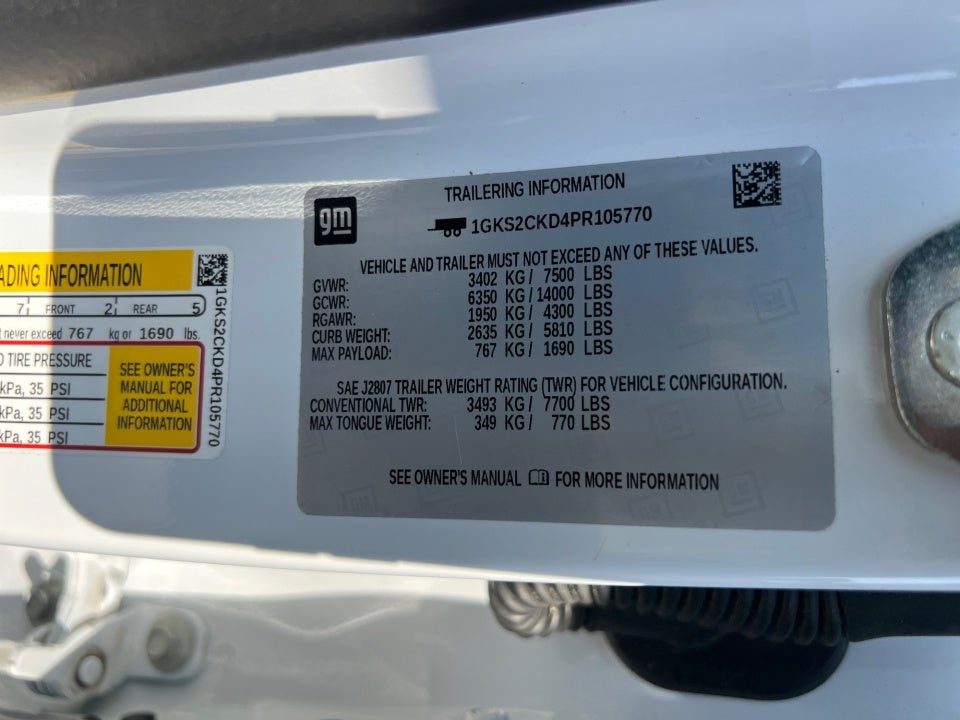 ADING INFORMATION
7 FRONT 2 REAR 5
never exceed 767 kg or 1690 lbs.
TIRE PRESSURE
kPa, 35 PSI
kPa, 35 PSI
kPa, 35 PSI
SEE OWNER'S
MANUAL FOR
ADDITIONAL
INFORMATION
1GKS2CKD4PR105770
gm
TRAILERING INFORMATION
1GKS2CKD4PR105770
VEHICLE AND TRAILER MUST NOT EXCEED ANY OF THESE VALUES.
GVWR: 3402 KG / 7500 LBS
GCWR: 6350 KG / 14000 LBS
RGAWR: 1950 KG / 4300 LBS
CURB WEIGHT: 2635 KG / 5810 LBS
MAX PAYLOAD: 767 KG / 1690 LBS
SAE J2807 TRAILER WEIGHT RATING (TWR) FOR VEHICLE CONFIGURATION.
CONVENTIONAL TWR: 3493 KG / 7700 LBS
MAX TONGUE WEIGHT: 349 KG / 770 LBS
SEE OWNER'S MANUAL FOR MORE INFORMATION